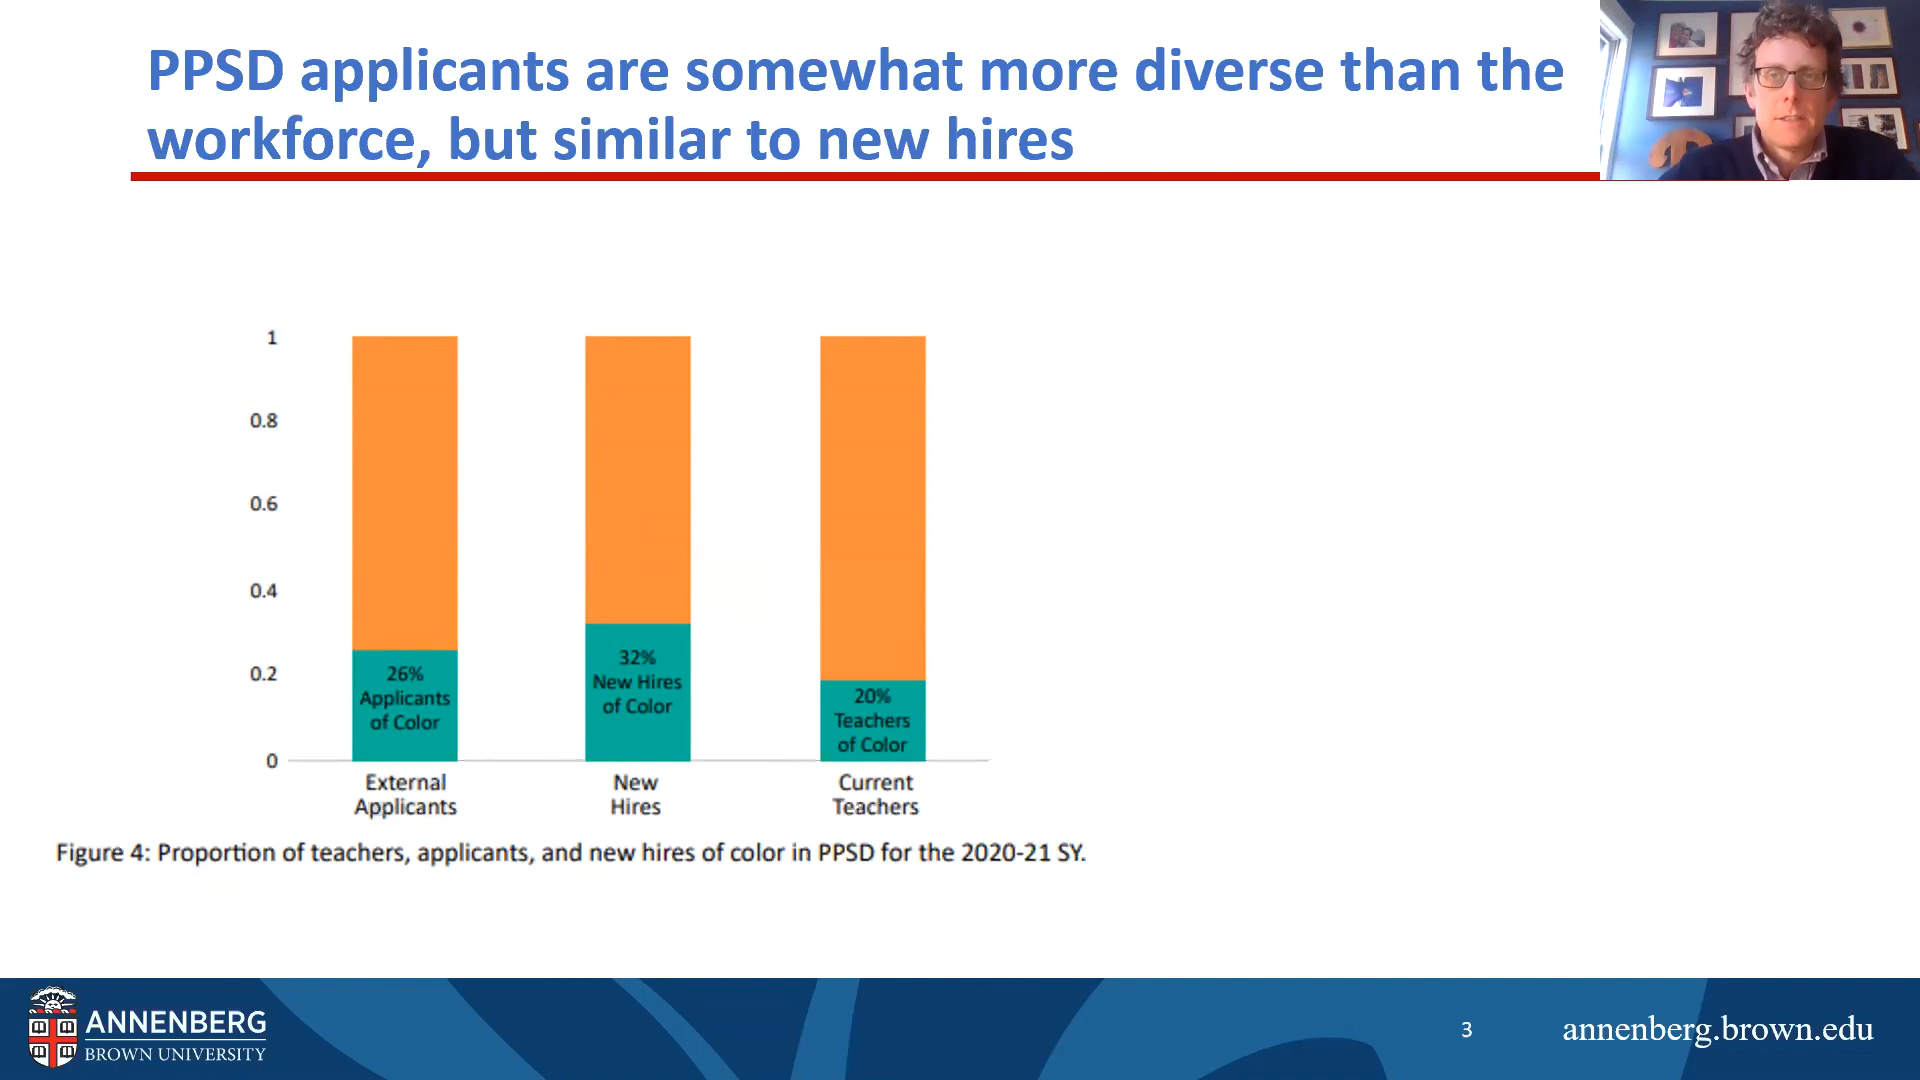 PPSD applicants are somewhat more diverse than the
workforce, but similar to new hires
1
0.8
0.6
0.4
0.2
0
26%
Applicants
of Color
32%
New Hires
of Color
20%
Teachers
of Color
External
Applicants
New
Hires
Current
Teachers
Figure 4: Proportion of teachers, applicants, and new hires of color in PPSD for the 2020-21 SY.
ANNENBERG
BROWN UNIVERSITY
3
annenberg.brown.edu